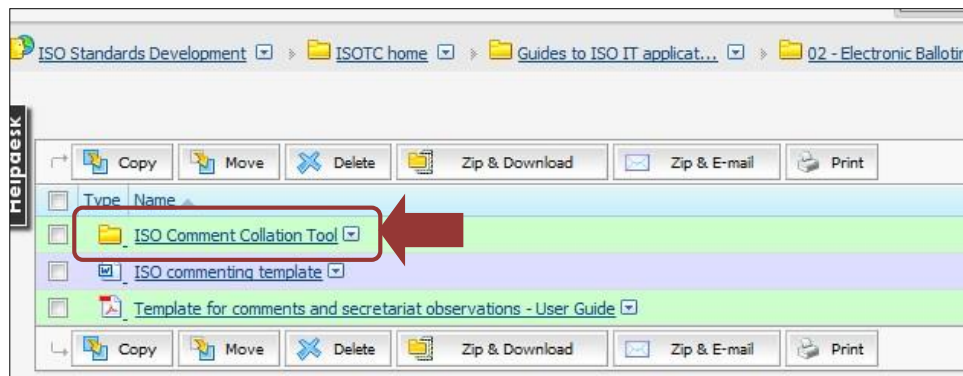 ISO Standards Development » ISOTC home » Guides to ISO IT applicat... » 02 - Electronic Ballotin
Helpdesk
Copy Move Delete Zip & Download Zip & E-mail Print
Type Name
ISO Comment Collation Tool
ISO commenting template
Template for comments and secretariat observations - User Guide
Copy Move Delete Zip & Download Zip & E-mail Print